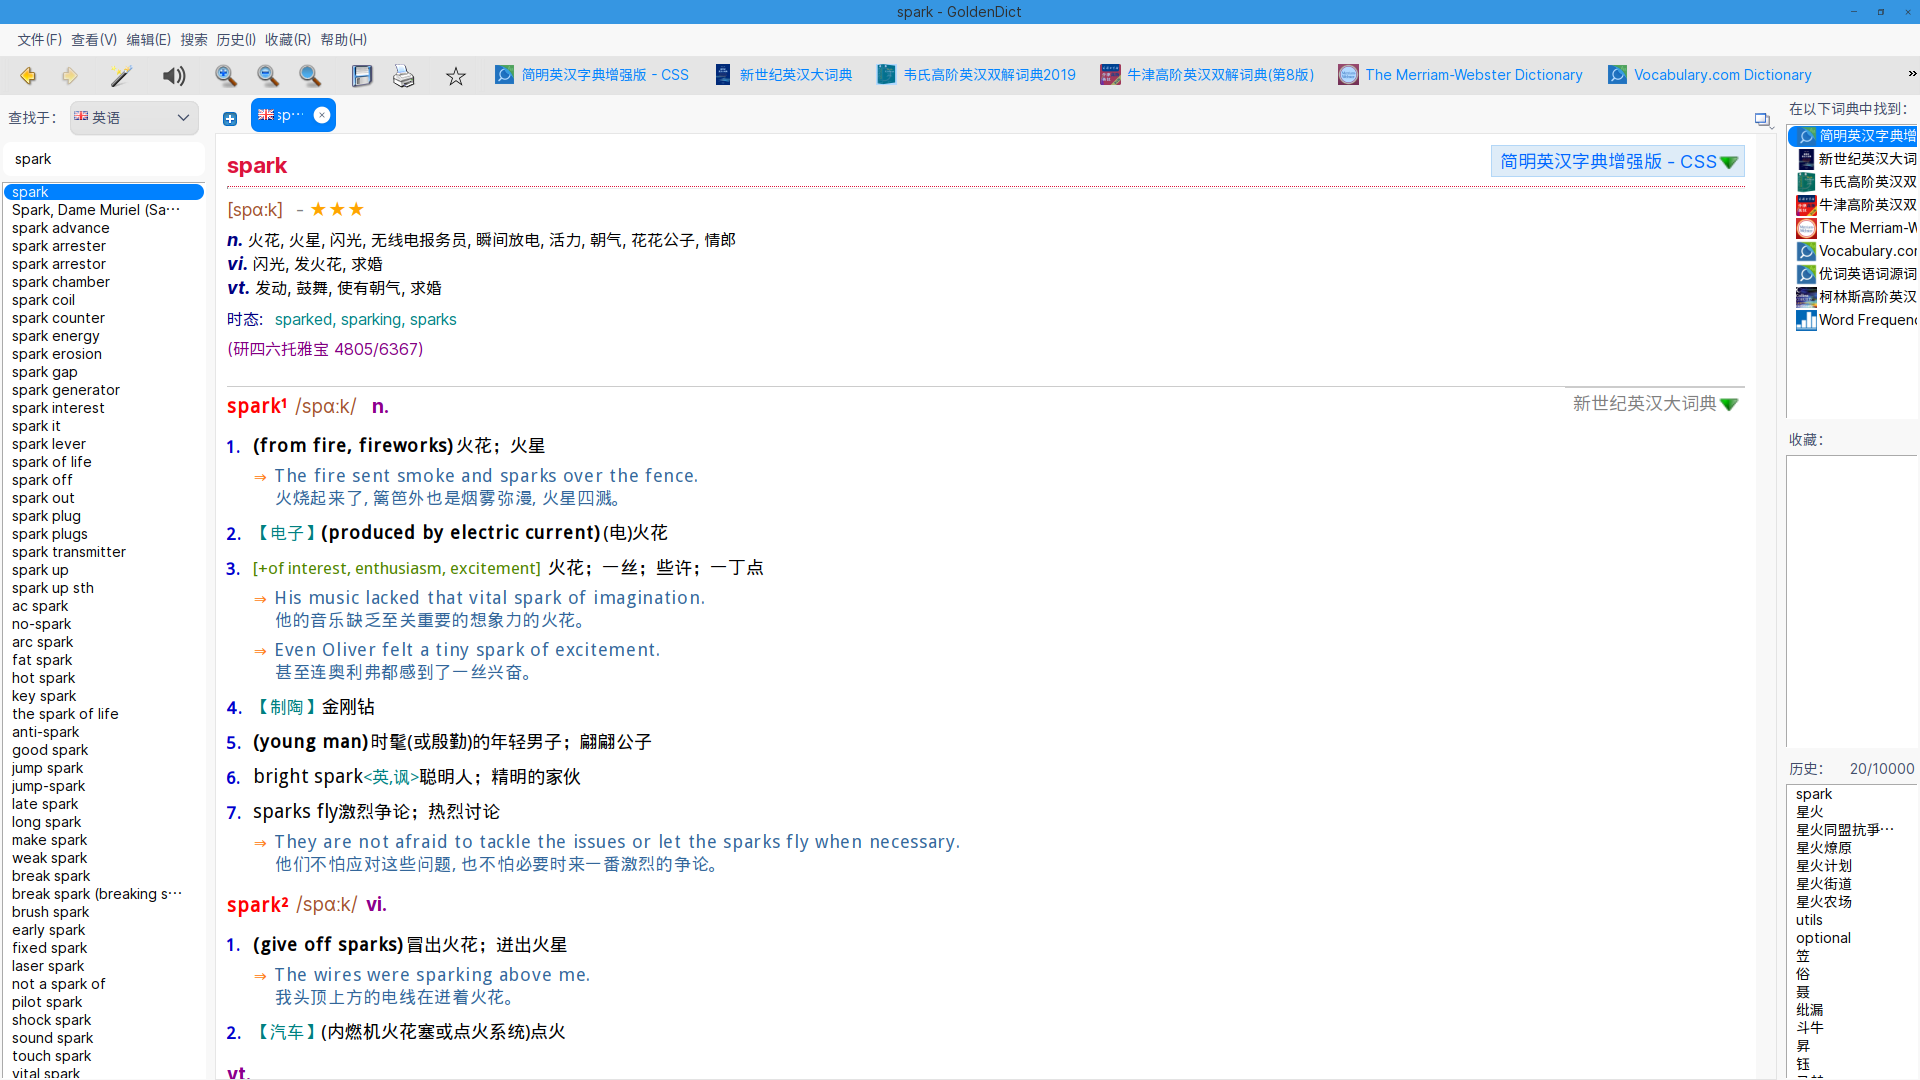 spark - GoldenDict
文件(F) 查看(V) 编辑(E) 搜索 历史(I) 收藏(R) 帮助(H)
简明英汉字典增强版 - CSS 新世纪英汉大词典 韦氏高阶英汉双解词典2019 牛津高阶英汉双解词典(第8版) The Merriam-Webster Dictionary Vocabulary.com Dictionary »
查找于: 英语
spark
spark
Spark, Dame Muriel (Sa···
spark advance
spark arrester
spark arrestor
spark chamber
spark coil
spark counter
spark energy
spark erosion
spark gap
spark generator
spark interest
spark it
spark lever
spark of life
spark off
spark out
spark plug
spark plugs
spark transmitter
spark up
spark up sth
ac spark
no-spark
arc spark
fat spark
hot spark
key spark
the spark of life
anti-spark
good spark
jump spark
jump-spark
late spark
long spark
make spark
weak spark
break spark
break spark (breaking s···
brush spark
early spark
fixed spark
laser spark
not a spark of
pilot spark
shock spark
sound spark
touch spark
vital spark
sp···
spark
简明英汉字典增强版 - CSS
[spɑ:k] - ★★★
n. 火花, 火星, 闪光, 无线电报务员, 瞬间放电, 活力, 朝气, 花花公子, 情郎
vi. 闪光, 发火花, 求婚
vt. 发动, 鼓舞, 使有朝气, 求婚
时态: sparked, sparking, sparks
(研四六托雅宝 4805/6367)
新世纪英汉大词典
spark¹ /spɑːk/ n.
1. (from fire, fireworks)火花；火星
⇒ The fire sent smoke and sparks over the fence.
火烧起来了, 篱笆外也是烟雾弥漫, 火星四溅。
2. 【电子】(produced by electric current)(电)火花
3. [+of interest, enthusiasm, excitement] 火花；一丝；些许；一丁点
⇒ His music lacked that vital spark of imagination.
他的音乐缺乏至关重要的想象力的火花。
⇒ Even Oliver felt a tiny spark of excitement.
甚至连奥利弗都感到了一丝兴奋。
4. 【制陶】金刚钻
5. (young man)时髦(或殷勤)的年轻男子；翩翩公子
6. bright spark<英,讽>聪明人；精明的家伙
7. sparks fly激烈争论；热烈讨论
⇒ They are not afraid to tackle the issues or let the sparks fly when necessary.
他们不怕应对这些问题, 也不怕必要时来一番激烈的争论。
spark² /spɑːk/ vi.
1. (give off sparks)冒出火花；迸出火星
⇒ The wires were sparking above me.
我头顶上方的电线在迸着火花。
2. 【汽车】(内燃机火花塞或点火系统)点火
vt.
在以下词典中找到:
简明英汉字典增
新世纪英汉大词
韦氏高阶英汉双
牛津高阶英汉双
The Merriam-W
Vocabulary.co
优词英语词源词
柯林斯高阶英汉
Word Frequenc
收藏:
历史: 20/10000
spark
星火
星火同盟抗爭···
星火燎原
星火计划
星火街道
星火农场
utils
optional
笠
俗
聂
纰漏
斗牛
昇
钰